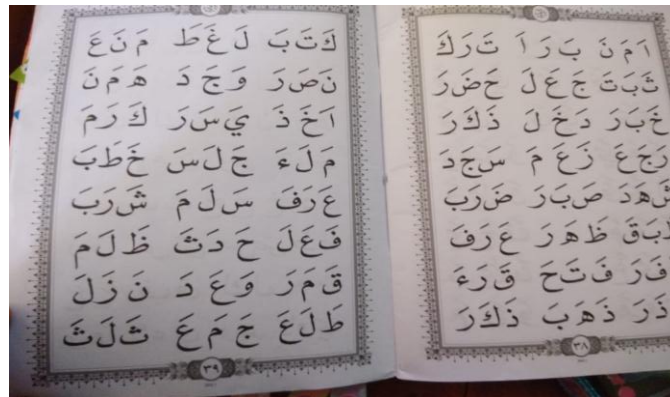 اَ مَ نَ بَ رَ اَ تَ رَ كَ
ثَ بَ تَ جَ عَ لَ حَ ضَ رَ
خَ بَ رَ دَ خَ لَ ذَ كَ رَ
رَ جَ عَ زَ عَ مَ سَ جَ دَ
صَ بَ رَ ضَ رَ بَ
ظَ هَ رَ عَ رَ فَ
فَ تَ حَ قَ رَ ءَ
ذَ هَ بَ ذَ كَ رَ
٣٨
كَ تَ بَ لَ غَ طَ مَ نَ عَ
نَ صَ رَ وَ جَ دَ هَ مَ نَ
اَ خَ ذَ يَ سَ رَ كَ رَ مَ
مَ لَ ءَ جَ لَ سَ خَ طَ بَ
عَ رَ فَ سَ لَ مَ شَ رَ بَ
فَ عَ لَ حَ دَ ثَ ظَ لَ مَ
قَ مَ رَ وَ عَ دَ نَ زَ لَ
طَ لَ عَ جَ مَ عَ ثَ لَ ثَ
٣٩